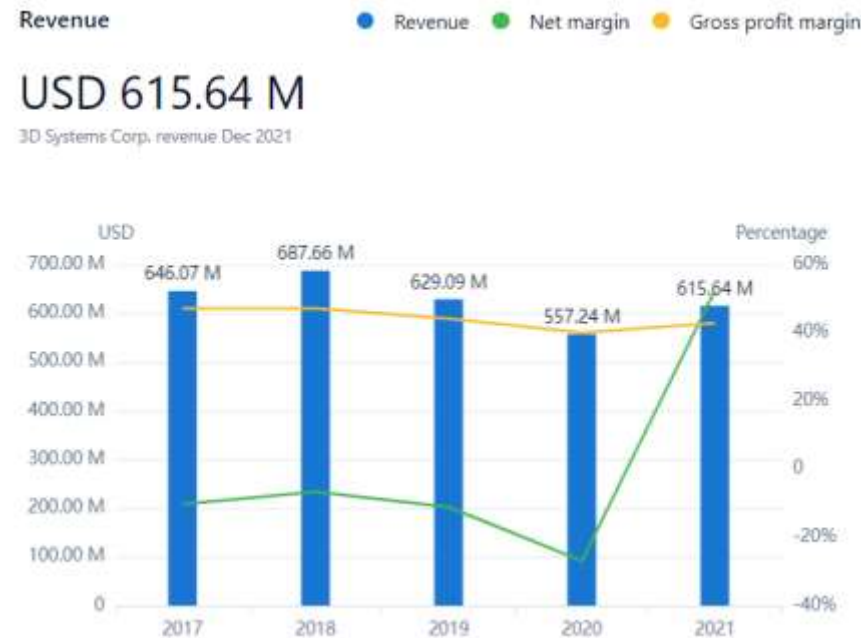 Revenue
Revenue Net margin Gross profit margin
USD 615.64 M
3D Systems Corp. revenue Dec 2021
USD Percentage
700.00 M 60%
646.07 M 687.66 M 629.09 M 557.24 M 615.64 M
600.00 M 40%
500.00 M
400.00 M 20%
300.00 M 0
200.00 M
100.00 M -20%
0 -40%
2017 2018 2019 2020 2021